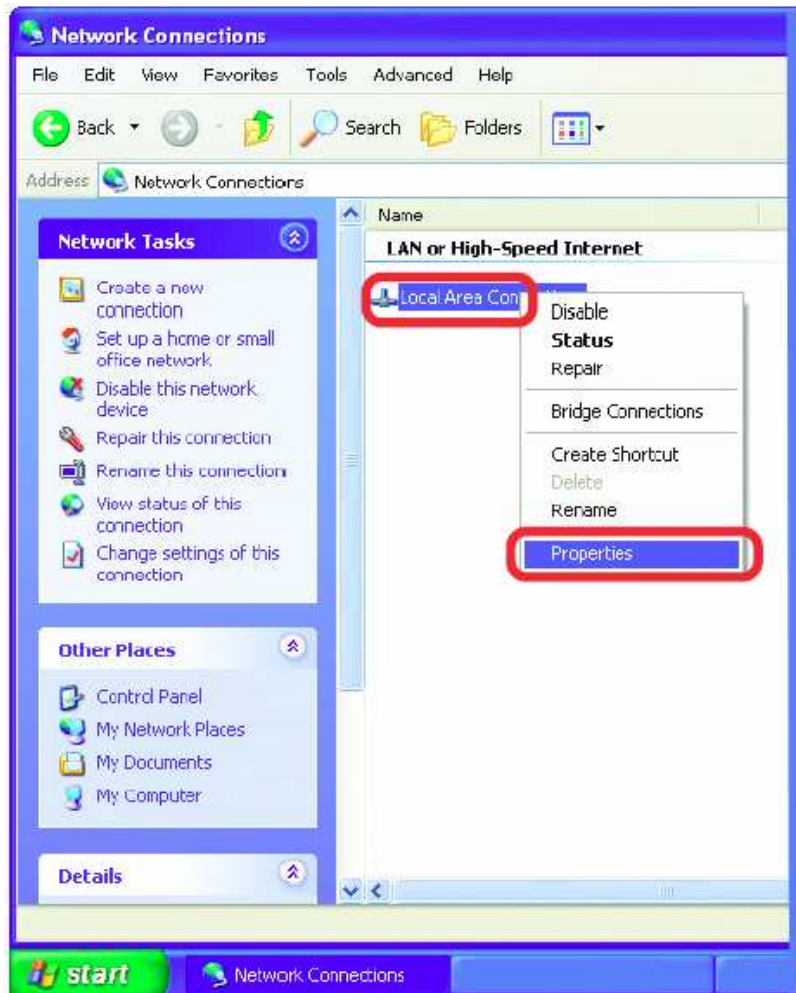 Network Connections
File Edit View Favorites Tools Advanced Help
Back Search Folders
Address Network Connections
Network Tasks
Create a new
connection
Set up a home or small
office network
Disable this network
device
Repair this connection
Rename this connection
View status of this
connection
Change settings of this
connection
Other Places
Control Panel
My Network Places
My Documents
My Computer
Details
Name
LAN or High-Speed Internet
Local Area Con
Disable
Status
Repair
Bridge Connections
Create Shortcut
Delete
Rename
Properties
start Network Connections